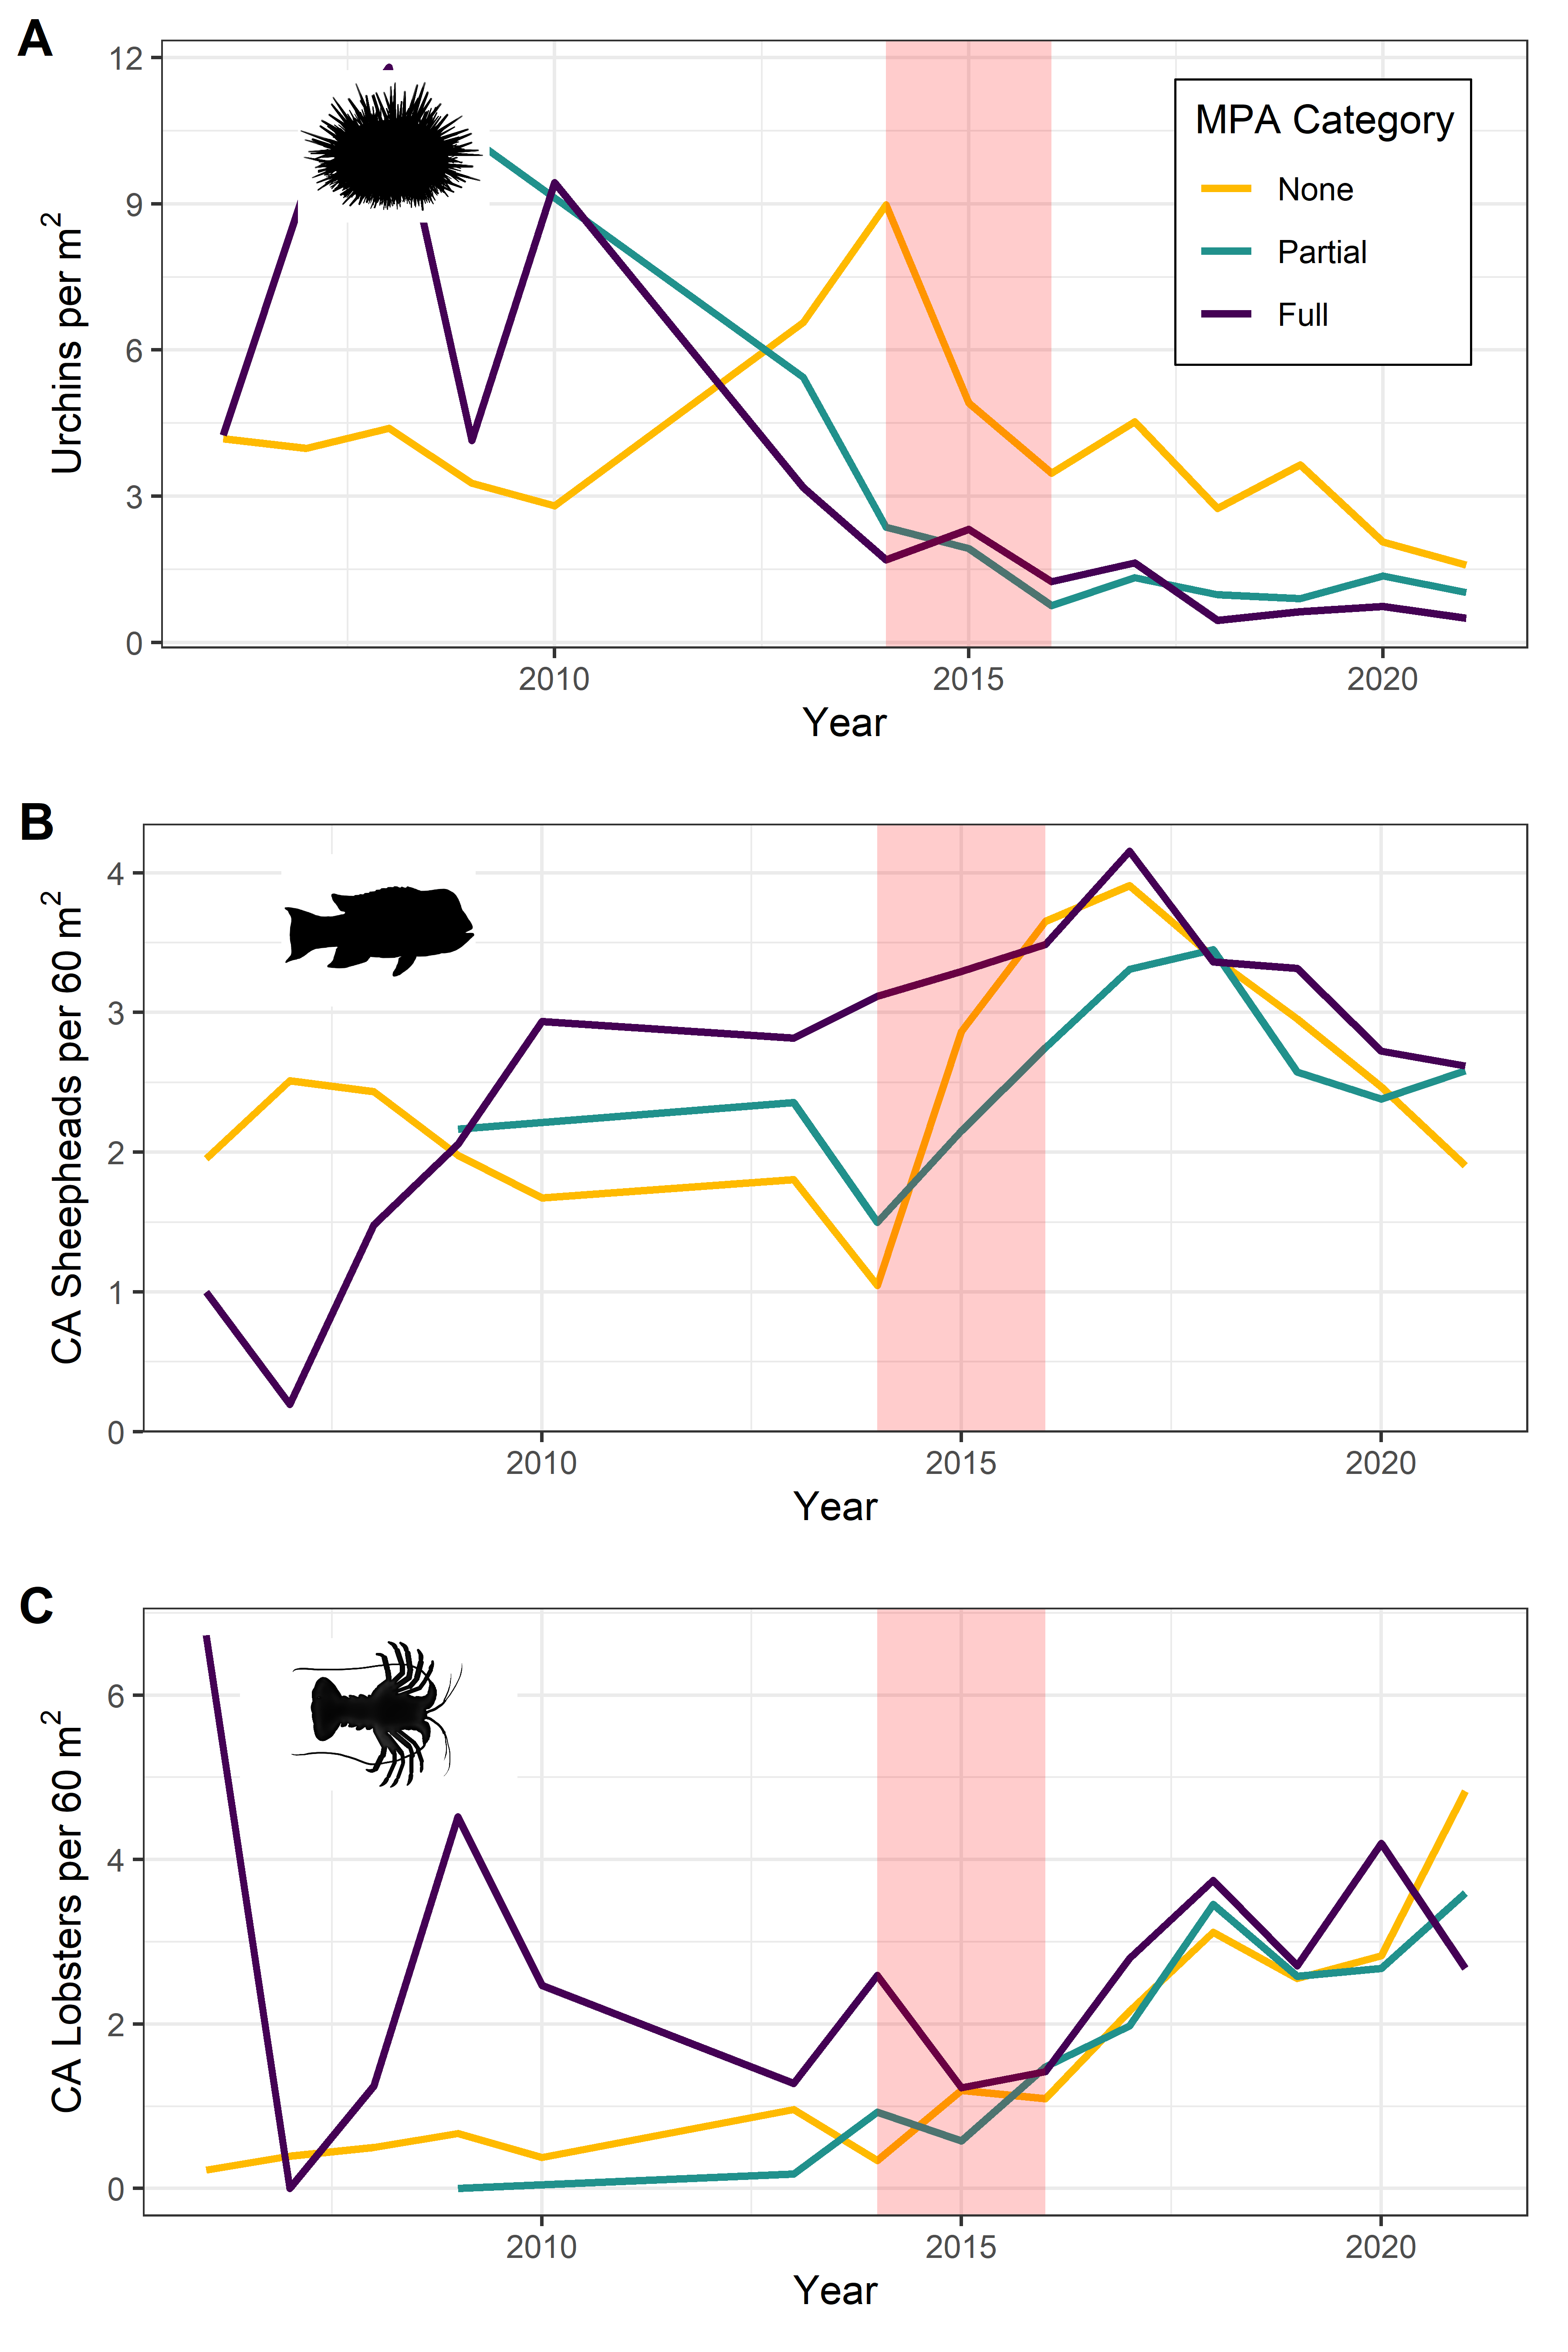 A
12
9
6
3
0
Urchins per m²
MPA Category
None
Partial
Full
2010 2015 2020
Year
B
4
3
2
1
0
CA Sheepheads per 60 m²
2010 2015 2020
Year
C
6
4
2
0
CA Lobsters per 60 m²
2010 2015 2020
Year